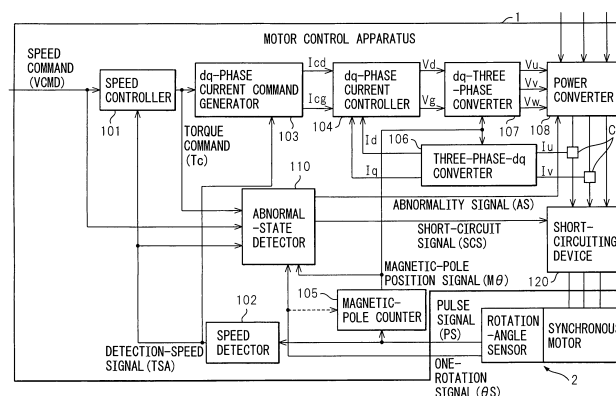 1
MOTOR CONTROL APPARATUS
SPEED
COMMAND
(VCMD)
SPEED
CONTROLLER
101
TORQUE
COMMAND
(Tc)
dq-PHASE
CURRENT COMMAND
GENERATOR
103
Icd
Icg
dq-PHASE
CURRENT
CONTROLLER
104
Vd
Vg
dq-THREE
-PHASE
CONVERTER
107
Vu
Vv
Vw
POWER
CONVERTER
108
C
Id
Iq
106
THREE-PHASE-dq
CONVERTER
Iu
Iv
110
ABNORMAL
-STATE
DETECTOR
ABNORMALITY SIGNAL(AS)
SHORT-CIRCUIT
SIGNAL(SCS)
SHORT-
CIRCUITING
DEVICE
120
MAGNETIC-POLE
POSITION SIGNAL(Mθ)
105
MAGNETIC-
POLE COUNTER
102
SPEED
DETECTOR
DETECTION-SPEED
SIGNAL(TSA)
PULSE
SIGNAL
(PS)
ROTATION
-ANGLE
SENSOR
SYNCHRONOUS
MOTOR
ONE-
ROTATION
SIGNAL(θS)
2